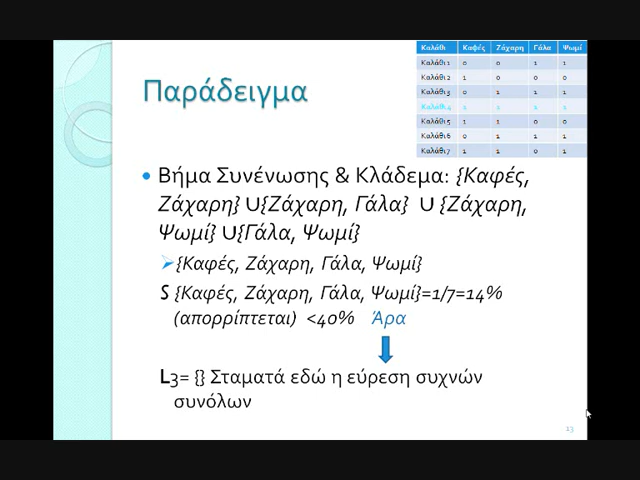 Καλάθι Καφές Ζάχαρη Γάλα Ψωμί
Καλάθι1 0 0 1 1
Καλάθι2 1 0 0 0
Καλάθι3 0 1 1 1
Καλάθι4 1 1 1 1
Καλάθι5 1 1 0 0
Καλάθι6 0 1 1 1
Καλάθι7 1 1 0 1
Παράδειγμα
Βήμα Συνένωσης & Κλάδεμα: {Καφές,
Ζάχαρη} ∪{Ζάχαρη, Γάλα} ∪ {Ζάχαρη,
Ψωμί} ∪{Γάλα, Ψωμί}
{Καφές, Ζάχαρη, Γάλα, Ψωμί}
S {Καφές, Ζάχαρη, Γάλα, Ψωμί}=1/7=14%
(απορρίπτεται) <40% Άρα
L3= {} Σταματά εδώ η εύρεση συχνών
συνόλων
13